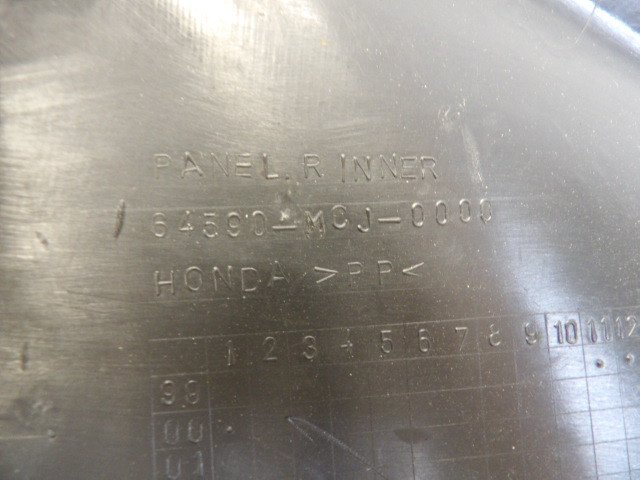 PANEL, R INNER
64590-MCJ-0000
HONDA >PP<
1 2 3 4 5 6 7 8 9 10 11 12
99
00
01